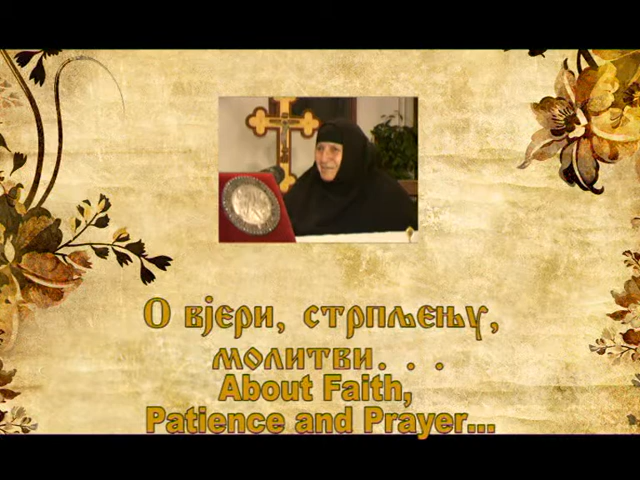 О вјери, стрпљењу,
молитви. . .
About Faith,
Patience and Prayer...